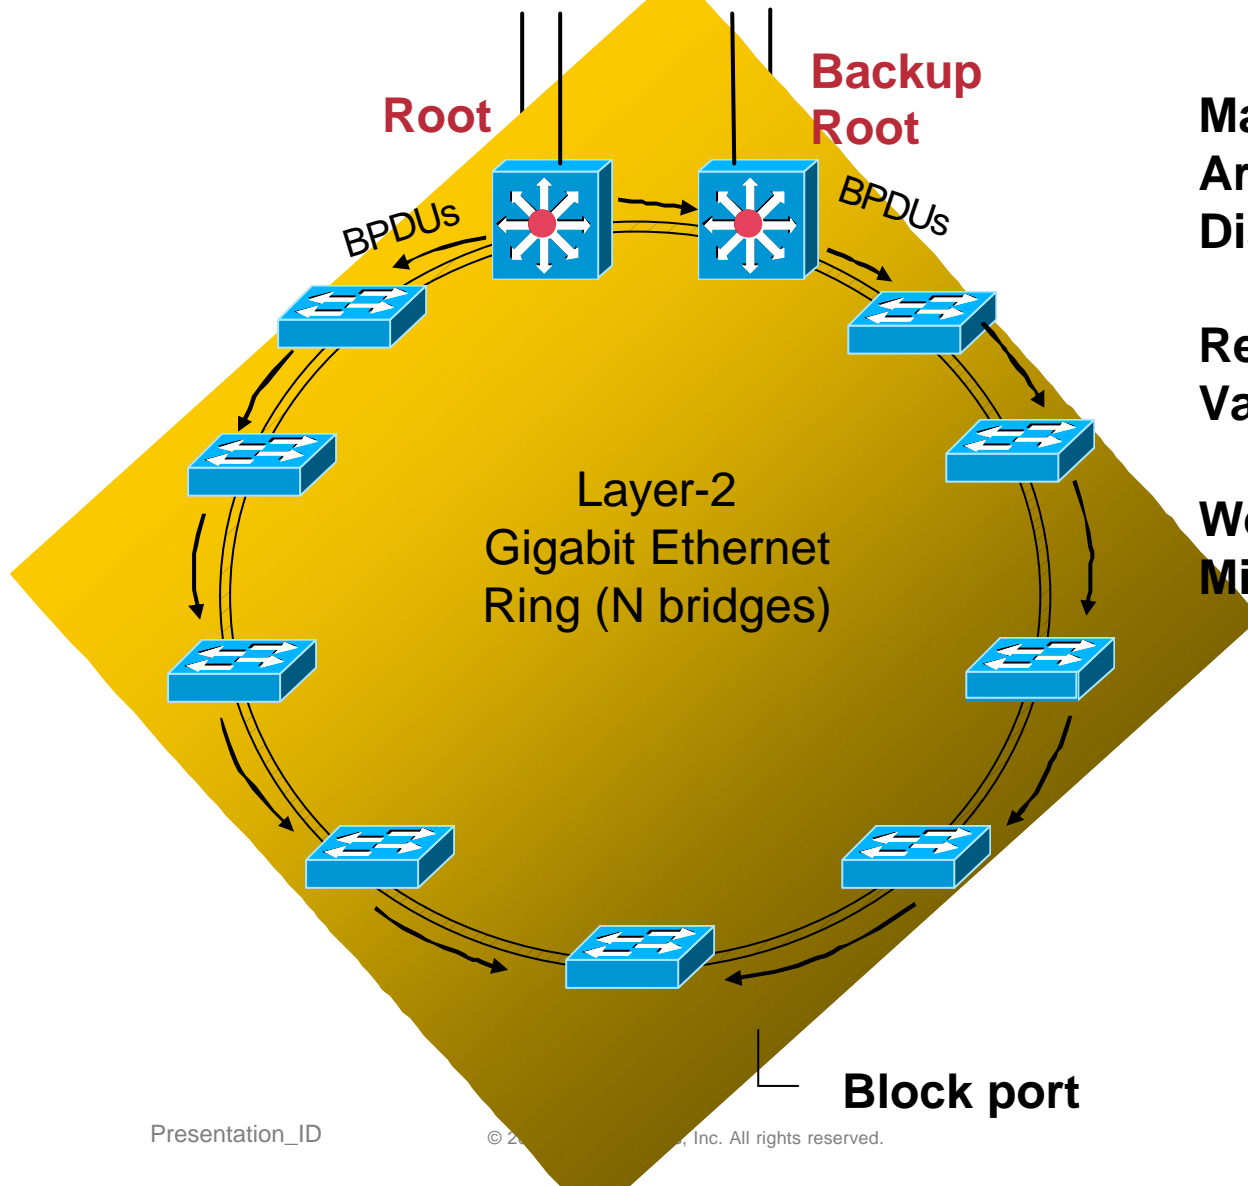 Root
Backup
Root
BPDUs
BPDUs
Layer-2
Gigabit Ethernet
Ring (N bridges)
Block port
Presentation_ID
© , Inc. All rights reserved.